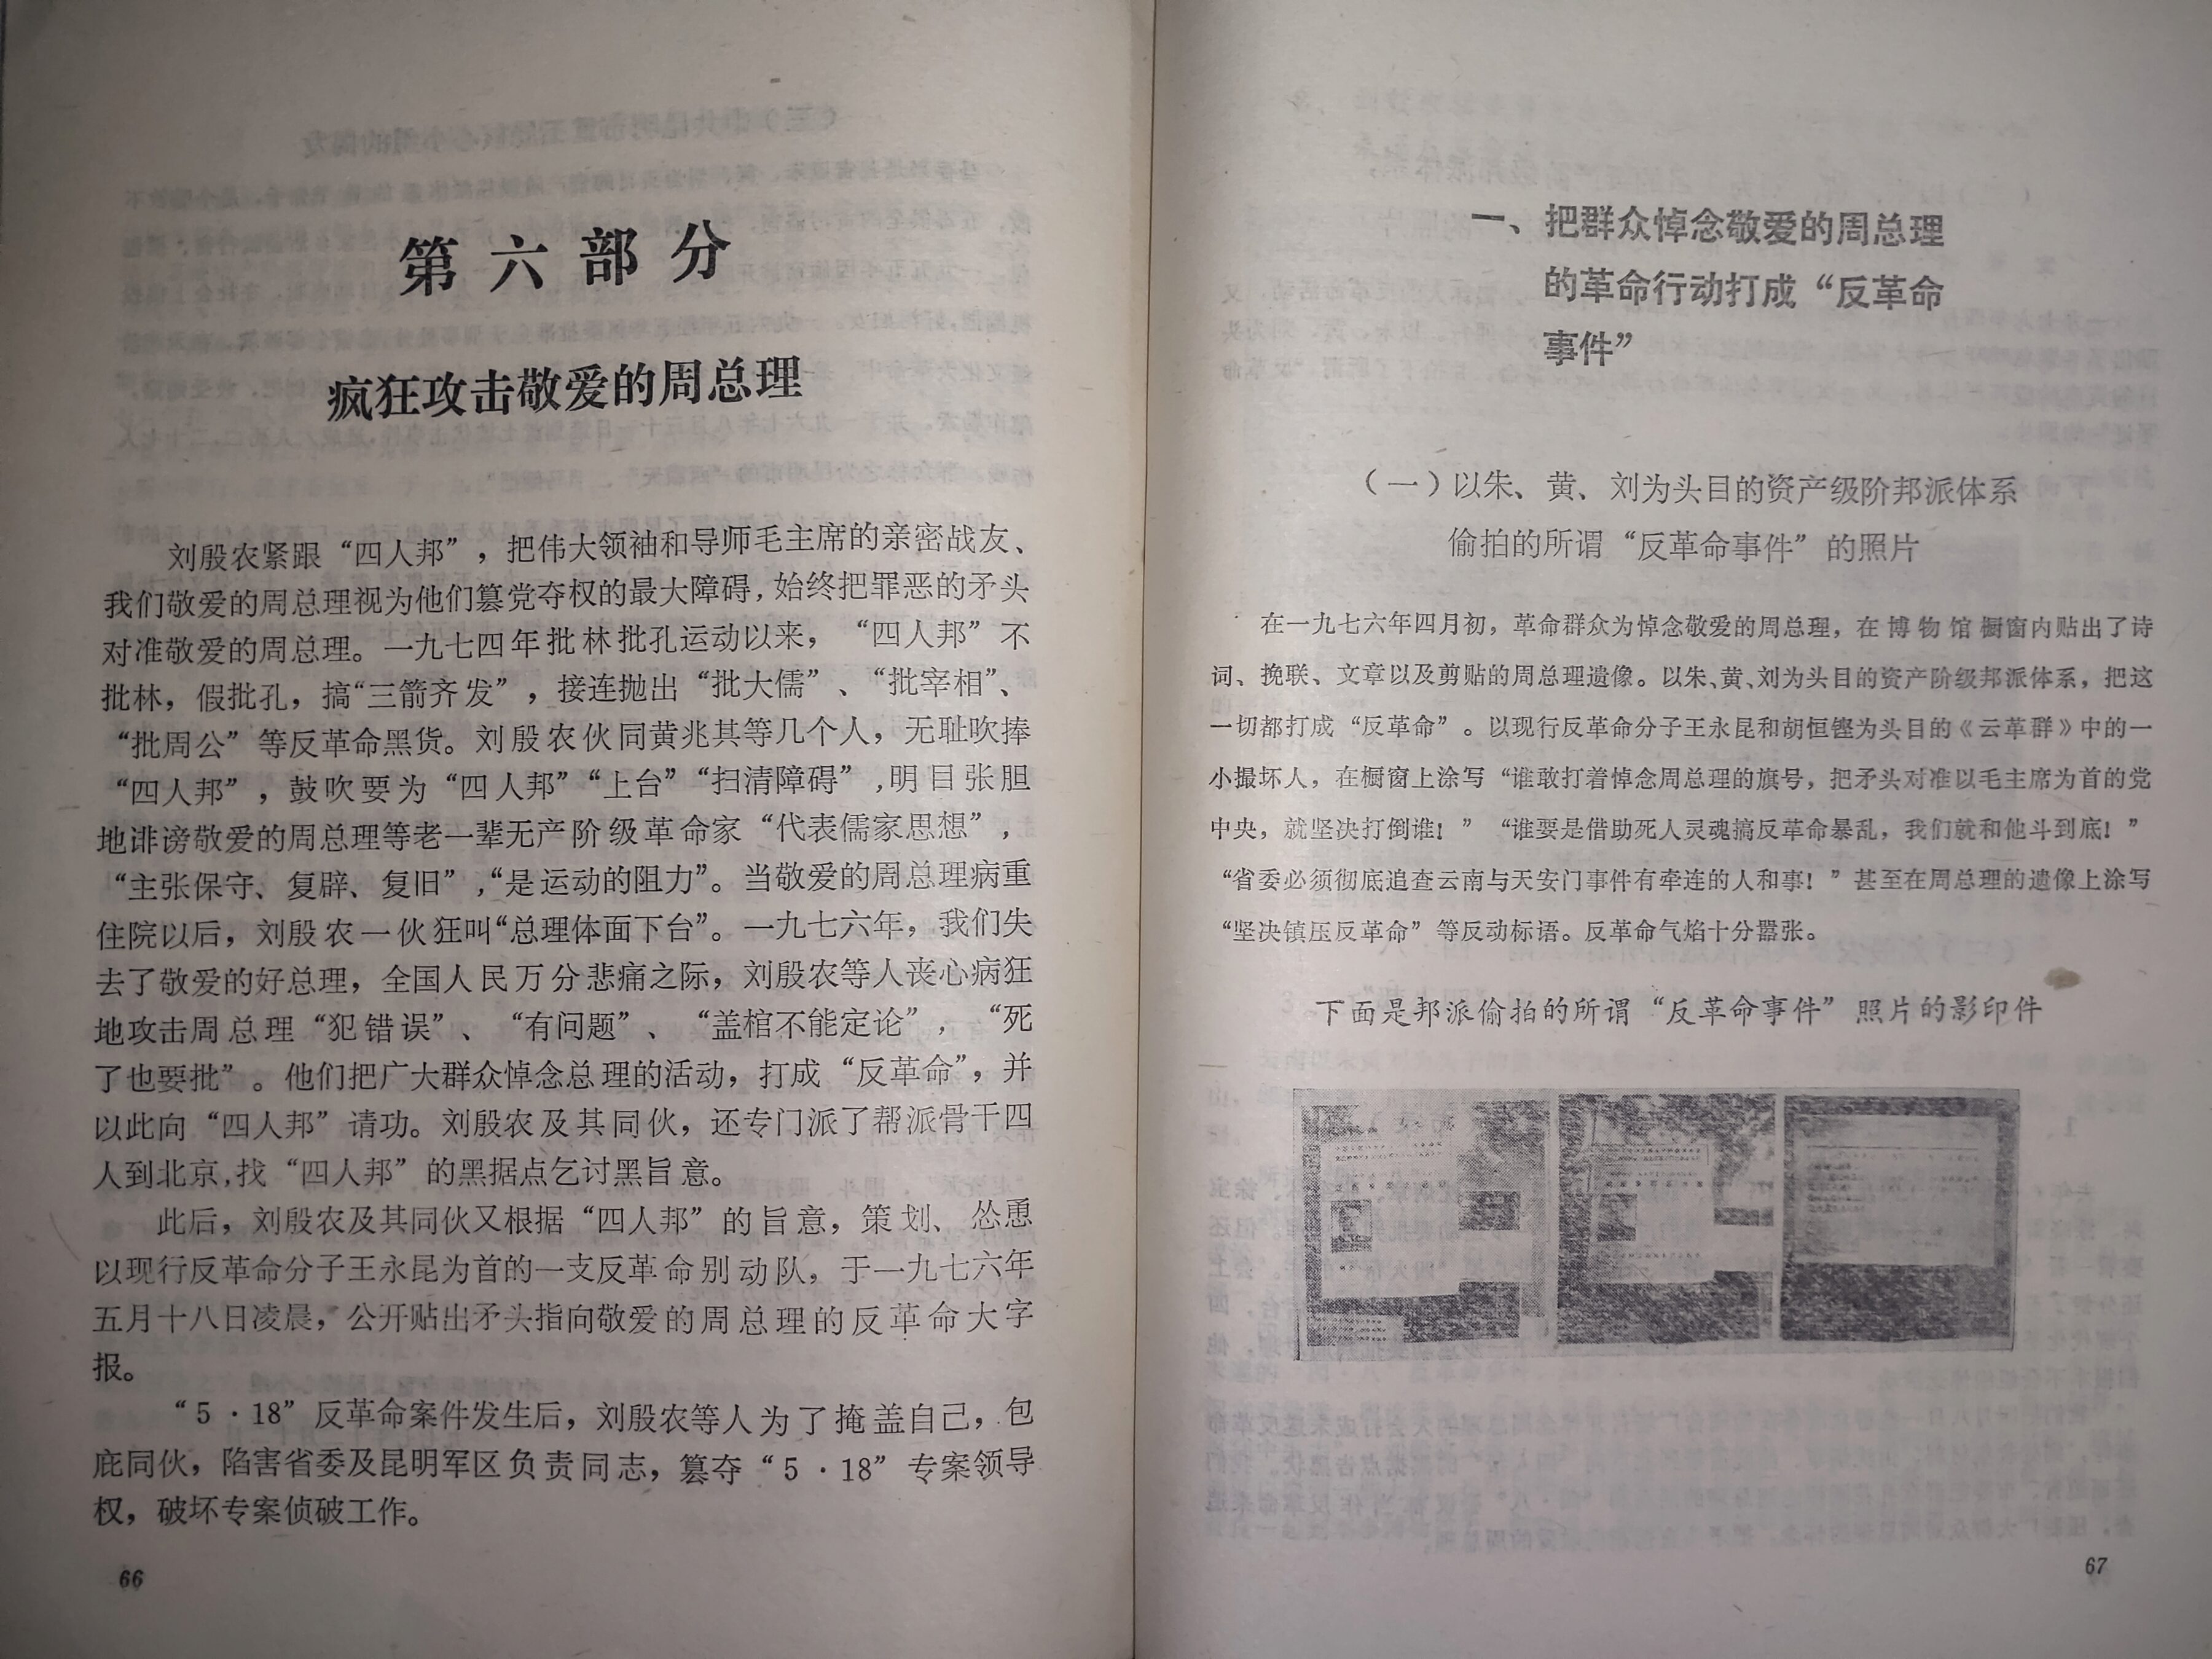 第六部分
疯狂攻击敬爱的周总理
刘殷农紧跟“四人邦”，把伟大领袖和导师毛主席的亲密战友、
我们敬爱的周总理视为他们篡党夺权的最大障碍，始终把罪恶的矛头
对准敬爱的周总理。一九七四年批林批孔运动以来，“四人邦”不
批林，假批孔，搞“三箭齐发”，接连抛出“批大儒”、“批宰相”、
“批周公”等反革命黑货。刘殷农伙同黄兆其等几个人，无耻吹捧
“四人邦”，鼓吹要为“四人邦”“上台”“扫清障碍”，明目张胆
地诽谤敬爱的周总理等老一辈无产阶级革命家“代表儒家思想”，
“主张保守、复辟、复旧”，“是运动的阻力”。当敬爱的周总理病重
住院以后，刘殷农一伙狂叫“总理体面下台”。一九七六年，我们失
去了敬爱的好总理，全国人民万分悲痛之际，刘殷农等人丧心病狂
地攻击周总理“犯错误”、“有问题”、“盖棺不能定论”，“死
了也要批”。他们把广大群众悼念总理的活动，打成“反革命”，并
以此向“四人邦”请功。刘殷农及其同伙，还专门派了帮派骨干四
人到北京，找“四人邦”的黑据点乞讨黑旨意。
此后，刘殷农及其同伙又根据“四人邦”的旨意，策划、怂恿
以现行反革命分子王永昆为首的一支反革命别动队，于一九七六年
五月十八日凌晨，公开贴出矛头指向敬爱的周总理的反革命大字
报。
“5·18”反革命案件发生后，刘殷农等人为了掩盖自己，包
庇同伙，陷害省委及昆明军区负责同志，篡夺“5·18”专案领导
权，破坏专案侦破工作。
66
一、把群众悼念敬爱的周总理
的革命行动打成“反革命
事件”
（一）以朱、黄、刘为头目的资产级阶邦派体系
偷拍的所谓“反革命事件”的照片
在一九七六年四月初，革命群众为悼念敬爱的周总理，在博物馆橱窗内贴出了诗
词、挽联、文章以及剪贴的周总理遗像。以朱、黄、刘为头目的资产阶级邦派体系，把这
一切都打成“反革命”。以现行反革命分子王永昆和胡恒铿为头目的《云革群》中的一
小撮坏人，在橱窗上涂写“谁敢打着悼念周总理的旗号，把矛头对准以毛主席为首的党
中央，就坚决打倒谁！”“谁要是借助死人灵魂搞反革命暴乱，我们就和他斗到底！”
“省委必须彻底追查云南与天安门事件有牵连的人和事！”甚至在周总理的遗像上涂写
“坚决镇压反革命”等反动标语。反革命气焰十分嚣张。
下面是邦派偷拍的所谓“反革命事件”照片的影印件
67